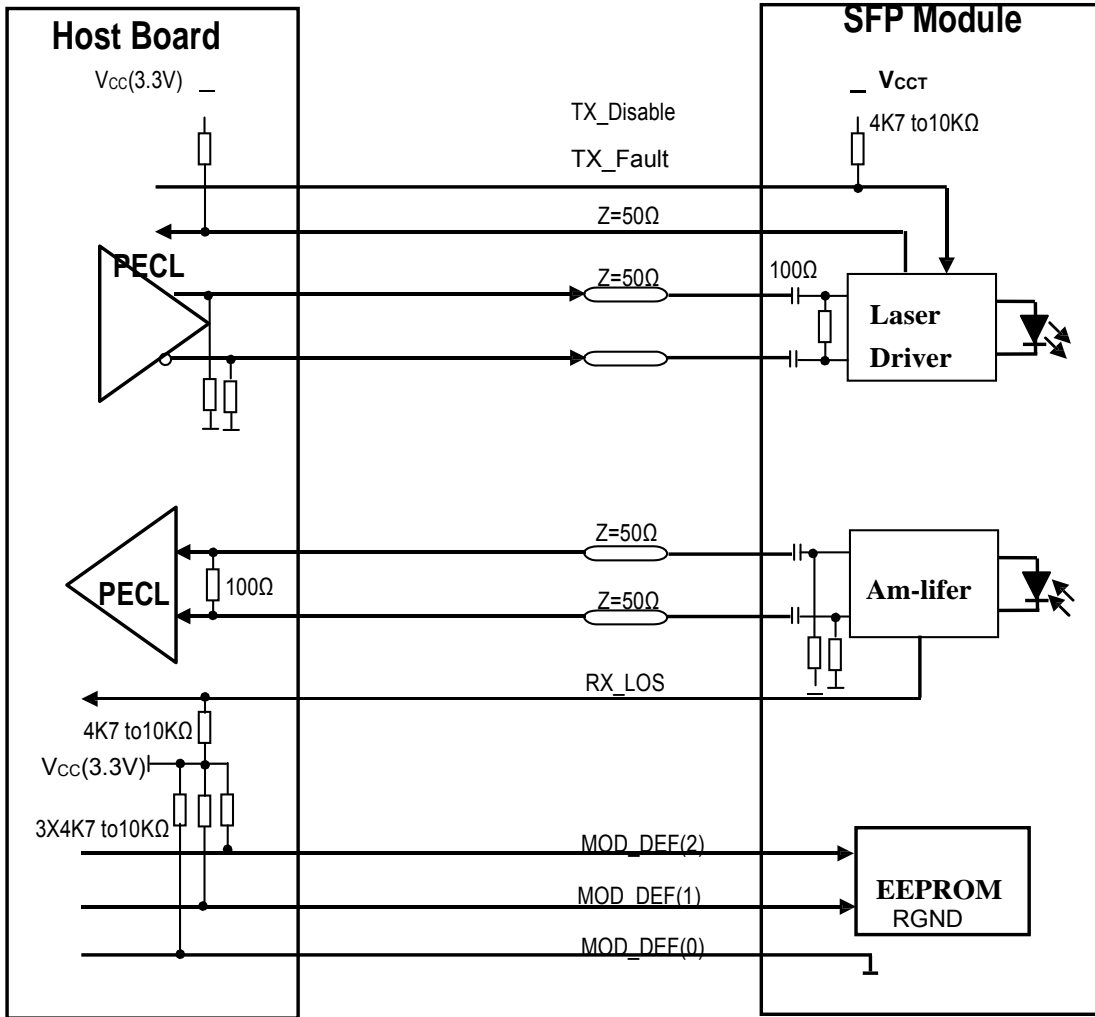 Host Board
SFP Module
VCC(3.3V)
VCCT
TX_Disable
4K7 to10KΩ
TX_Fault
Z=50Ω
PECL
Z=50Ω
100Ω
Laser
Driver
Z=50Ω
PECL
100Ω
Z=50Ω
Am-lifer
RX_LOS
4K7 to10KΩ
VCC(3.3V)
3X4K7 to10KΩ
MOD_DEF(2)
EEPROM
MOD_DEF(1)
RGND
MOD_DEF(0)